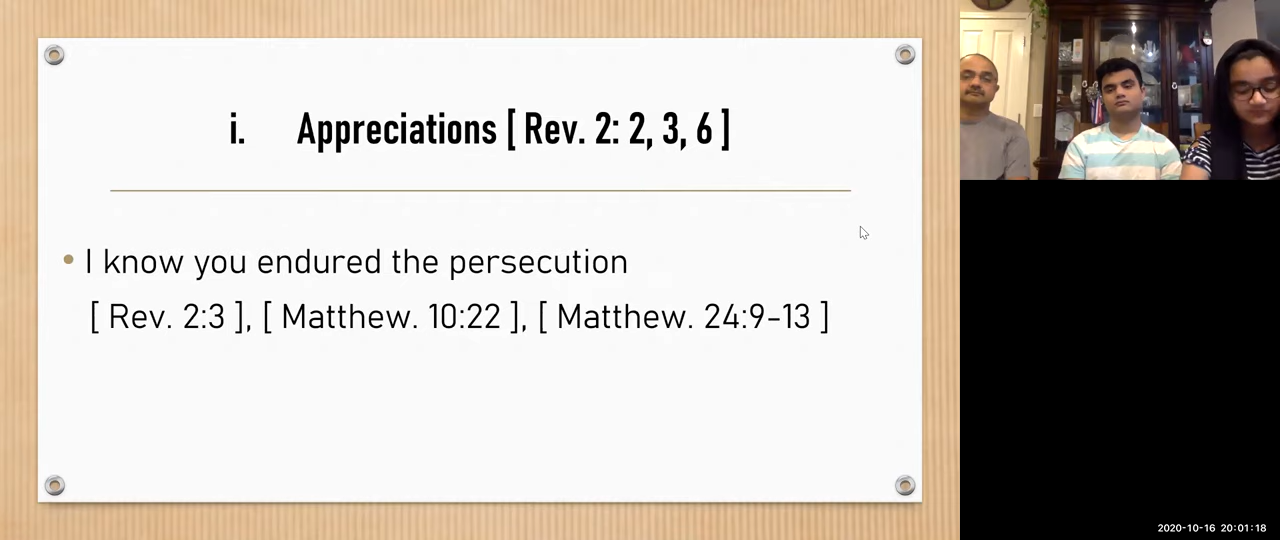 i. Appreciations [ Rev. 2: 2, 3, 6 ]
• I know you endured the persecution
[ Rev. 2:3 ], [ Matthew. 10:22 ], [ Matthew. 24:9-13 ]
2020-10-16 20:01:18